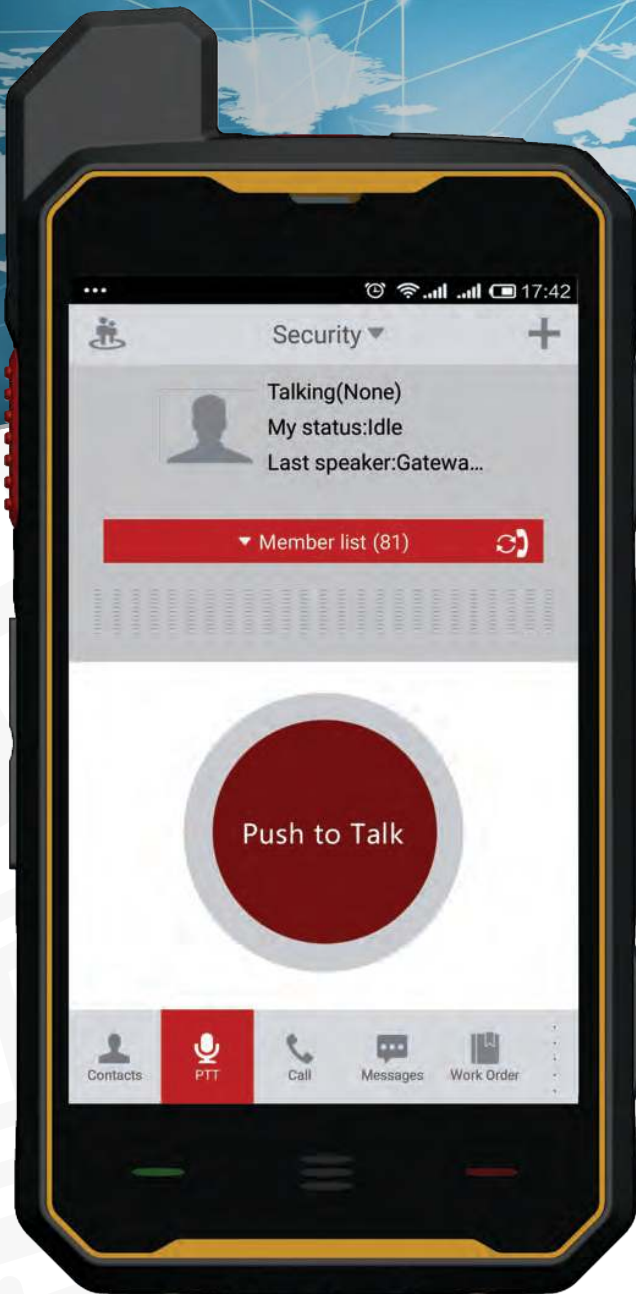 17:42
Security
Talking(None)
My status:Idle
Last speaker:Gatewa...
Member list (81)
Push to Talk
Contacts
PTT
Call
Messages
Work Order